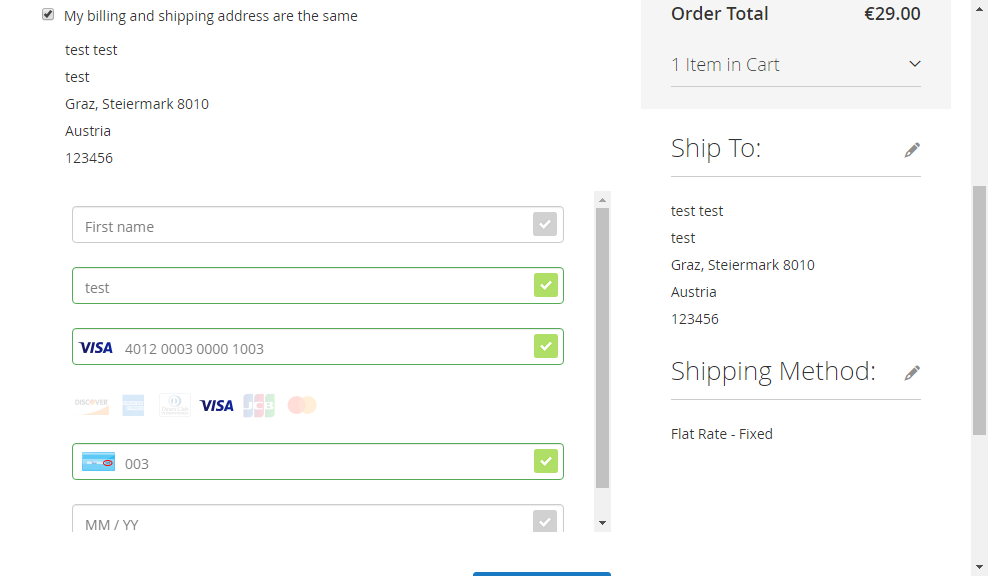 My billing and shipping address are the same
test test
test
Graz, Steiermark 8010
Austria
123456
First name
test
VISA 4012 0003 0000 1003
DISCOVER VISA JCB
003
MM / YY
Order Total €29.00
1 Item in Cart
Ship To:
test test
test
Graz, Steiermark 8010
Austria
123456
Shipping Method:
Flat Rate - Fixed